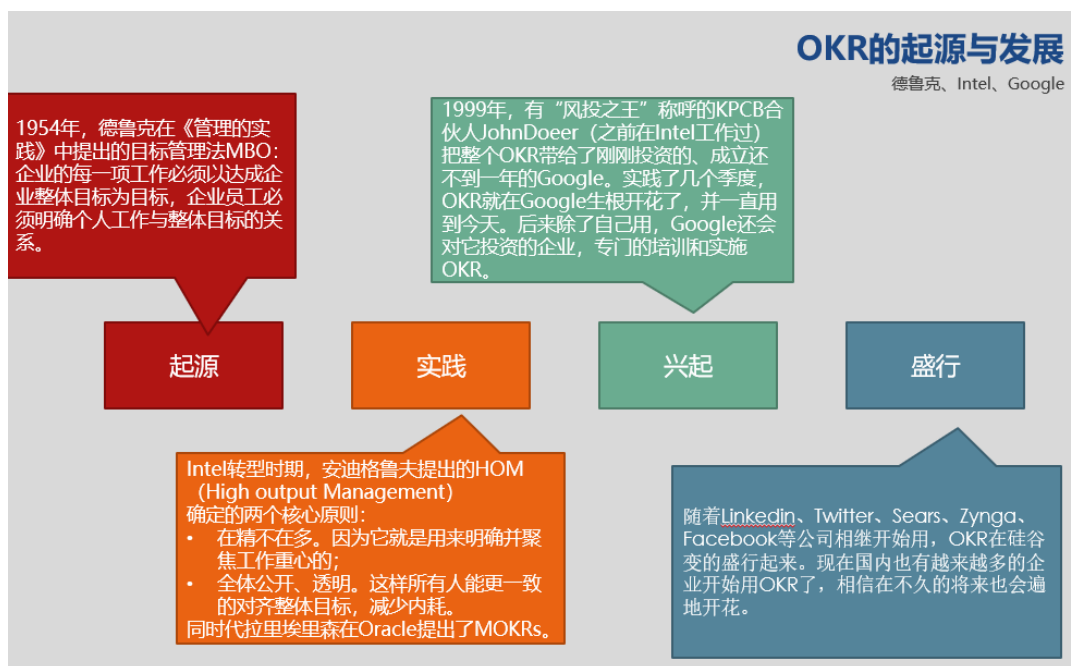 OKR的起源与发展
德鲁克、Intel、Google
1954年，德鲁克在《管理的实
践》中提出的目标管理法MBO：
企业的每一项工作必须以达成企
业整体目标为目标，企业员工必
须明确个人工作与整体目标的关
系。
1999年，有“风投之王”称呼的KPCB合
伙人JohnDoeer（之前在Intel工作过）
把整个OKR带给了刚刚投资的、成立还
不到一年的Google。实践了几个季度，
OKR就在Google生根开花了，并一直用
到今天。后来除了自己用，Google还会
对它投资的企业，专门的培训和实施
OKR。
起源
实践
兴起
盛行
Intel转型时期，安迪格鲁夫提出的HOM
（High output Management）
确定的两个核心原则：
• 在精不在多。因为它就是用来明确并聚
焦工作重心的；
• 全体公开、透明。这样所有人能更一致
的对齐整体目标，减少内耗。
同时代拉里埃里森在Oracle提出了MOKRs。
随着Linkedin、Twitter、Sears、Zynga、
Facebook等公司相继开始用，OKR在硅谷
变的盛行起来。现在国内也有越来越多的企
业开始用OKR了，相信在不久的将来也会遍
地开花。